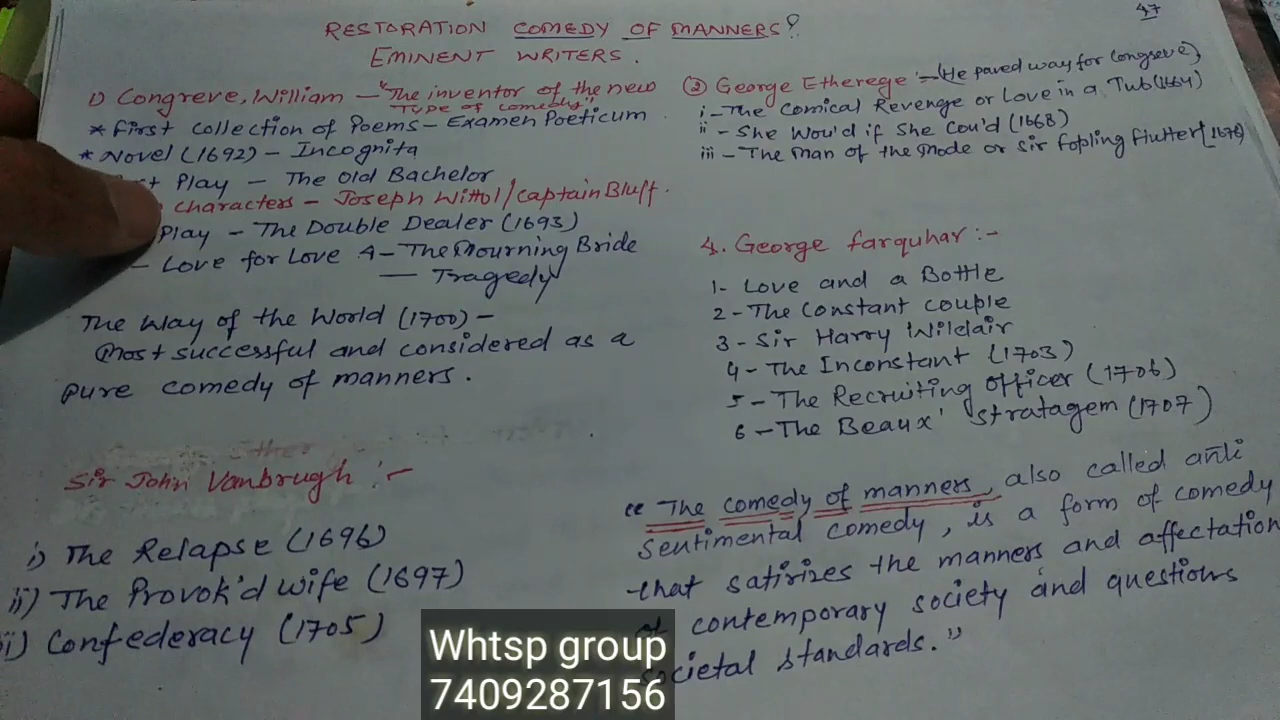 47
RESTORATION COMEDY OF MANNERS?
EMINENT WRITERS.
1) Congreve, William — "The inventor of the new
Type of comedy"
* First collection of Poems — Examen Poeticum
* Novel (1692) — Incognita
Play — The Old Bachelor
characters — Joseph Wittol / Captain Bluff.
Play — The Double Dealer (1693)
— Love for Love 4 — The Mourning Bride
— Tragedy
The Way of the World (1700) —
Most successful and considered as a
pure comedy of manners.
Sir John Vanbrugh :-
i) The Relapse (1696)
ii) The Provok'd wife (1697)
ii) Confederacy (1705)
② George Etherege :— (He paved way for Congreve)
i — The Comical Revenge or Love in a Tub (1664)
ii — She Wou'd if She Cou'd (1668)
iii — The Man of the Mode or Sir Fopling Flutter (1676)
4. George farquhar :-
1- Love and a Bottle
2 - The Constant couple
3 - Sir Harry Wildair
4 - The Inconstant (1703)
5 - The Recruiting Officer (1706)
6 - The Beaux' Stratagem (1707)
"The comedy of manners, also called anti
sentimental comedy, is a form of comedy
that satirizes the manners and affectation
of contemporary society and questions
societal standards."
Whtsp group
7409287156